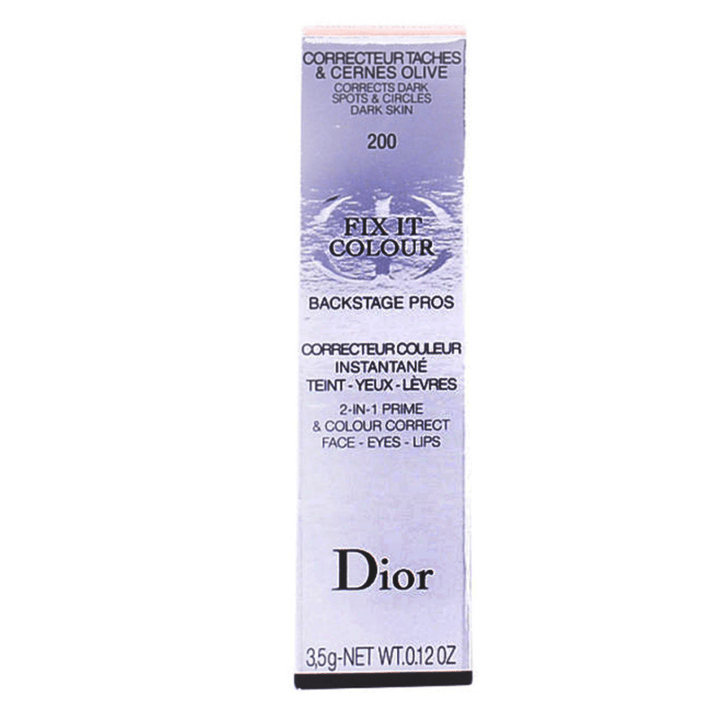 CORRECTEUR TACHES
& CERNES OLIVE
CORRECTS DARK
SPOTS & CIRCLES
DARK SKIN
200
FIX IT
COLOUR
BACKSTAGE PROS
CORRECTEUR COULEUR
INSTANTANÉ
TEINT - YEUX - LÈVRES
2-IN-1 PRIME
& COLOUR CORRECT
FACE - EYES - LIPS
Dior
3,5g-NET WT.0.12 OZ